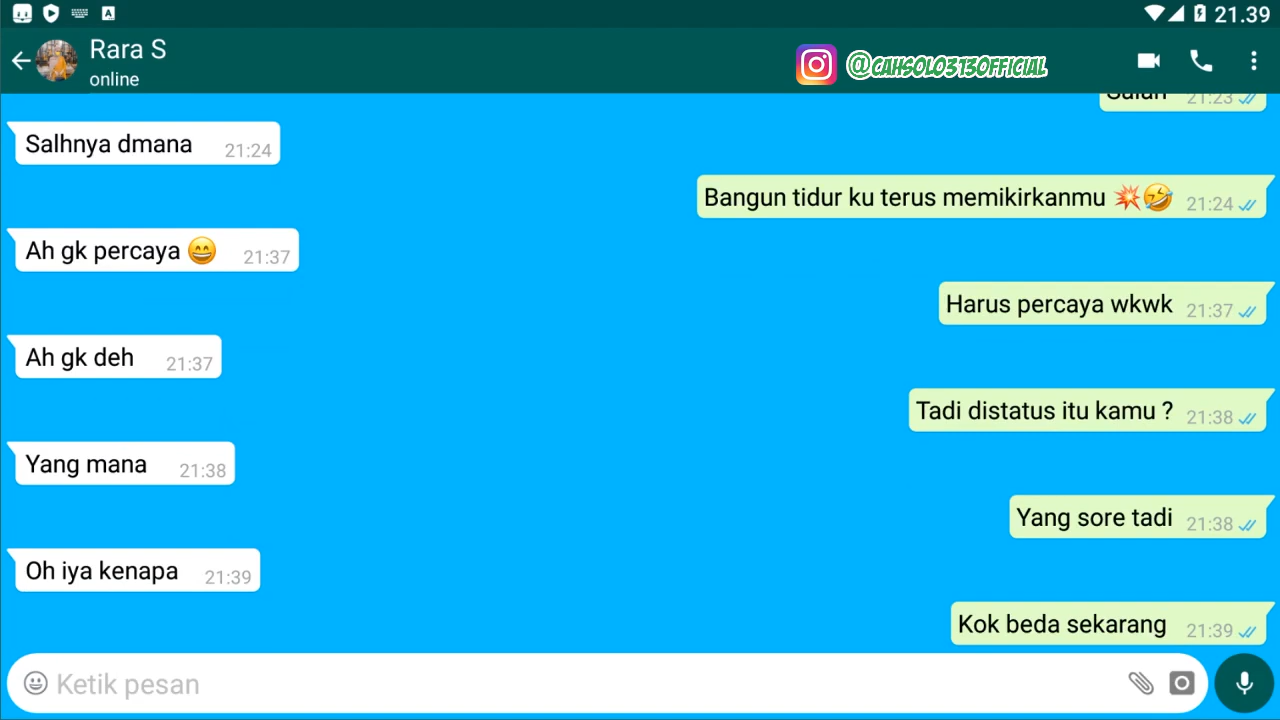 21.39
Rara S
online
@CAHSOLO313OFFICIAL
Salah 21:23
Salhnya dmana 21:24
Bangun tidur ku terus memikirkanmu 💥🤣 21:24
Ah gk percaya 😄 21:37
Harus percaya wkwk 21:37
Ah gk deh 21:37
Tadi distatus itu kamu ? 21:38
Yang mana 21:38
Yang sore tadi 21:38
Oh iya kenapa 21:39
Kok beda sekarang 21:39
Ketik pesan